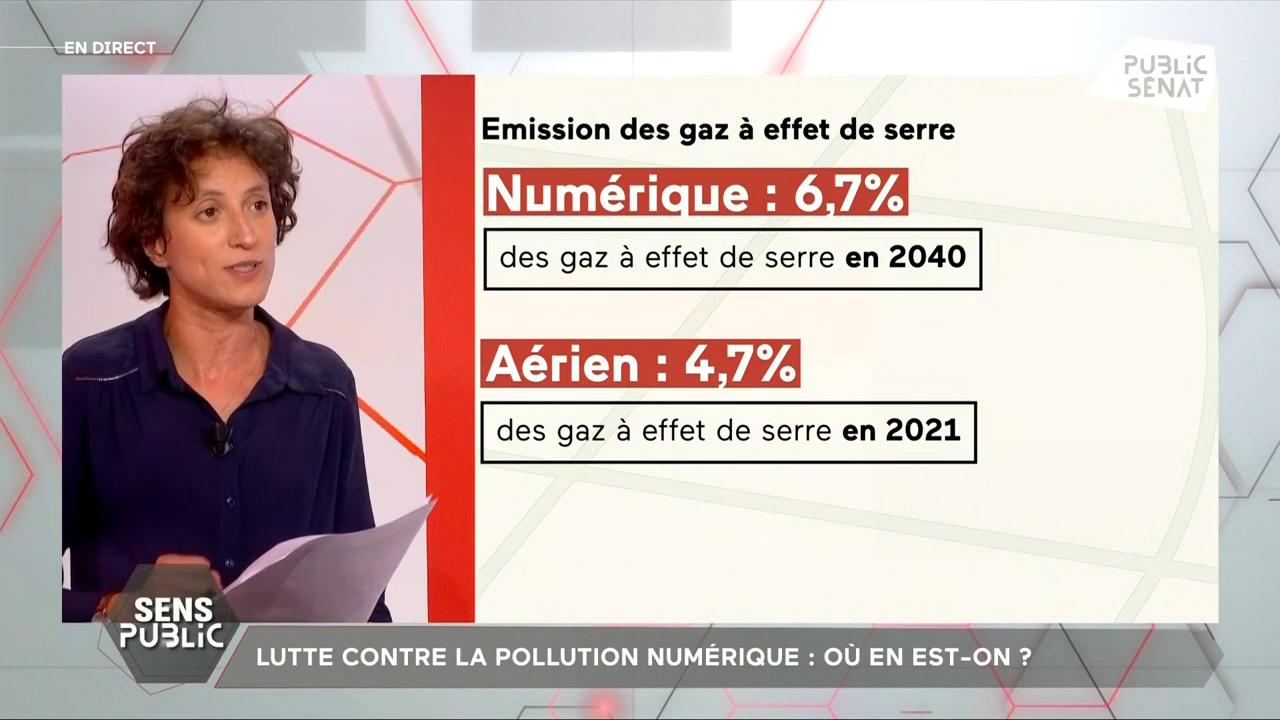 EN DIRECT
PUBLIC
SÉNAT
Emission des gaz à effet de serre
Numérique : 6,7%
des gaz à effet de serre en 2040
Aérien : 4,7%
des gaz à effet de serre en 2021
SENS
PUBLIC
LUTTE CONTRE LA POLLUTION NUMÉRIQUE : OÙ EN EST-ON ?